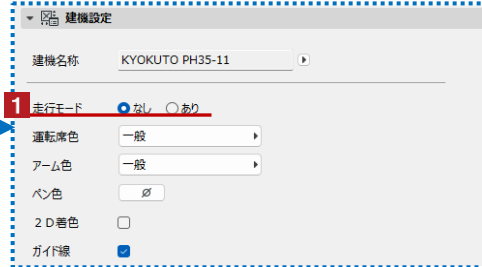 建機設定
建機名称 KYOKUTO PH35-11
1 走行モード なし あり
運転席色 一般
アーム色 一般
ペン色
2D着色
ガイド線